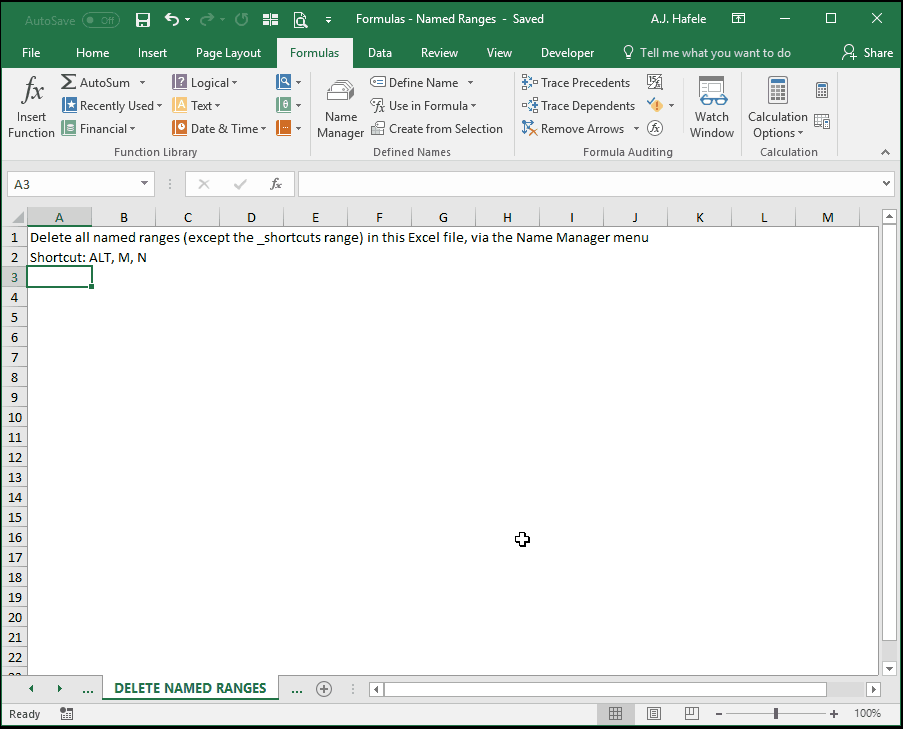 AutoSave Off Formulas - Named Ranges - Saved A.J. Hafele
File Home Insert Page Layout Formulas Data Review View Developer Tell me what you want to do Share
fx Insert Function
AutoSum
Recently Used
Financial
Logical
Text
Date & Time
Function Library
Name Manager
Define Name
Use in Formula
Create from Selection
Defined Names
Trace Precedents
Trace Dependents
Remove Arrows
Formula Auditing
Watch Window
Calculation Options
Calculation
A3 fx
A B C D E F G H I J K L M
1 Delete all named ranges (except the _shortcuts range) in this Excel file, via the Name Manager menu
2 Shortcut: ALT, M, N
3
4
5
6
7
8
9
10
11
12
13
14
15
16
17
18
19
20
21
22
... DELETE NAMED RANGES ...
Ready 100%